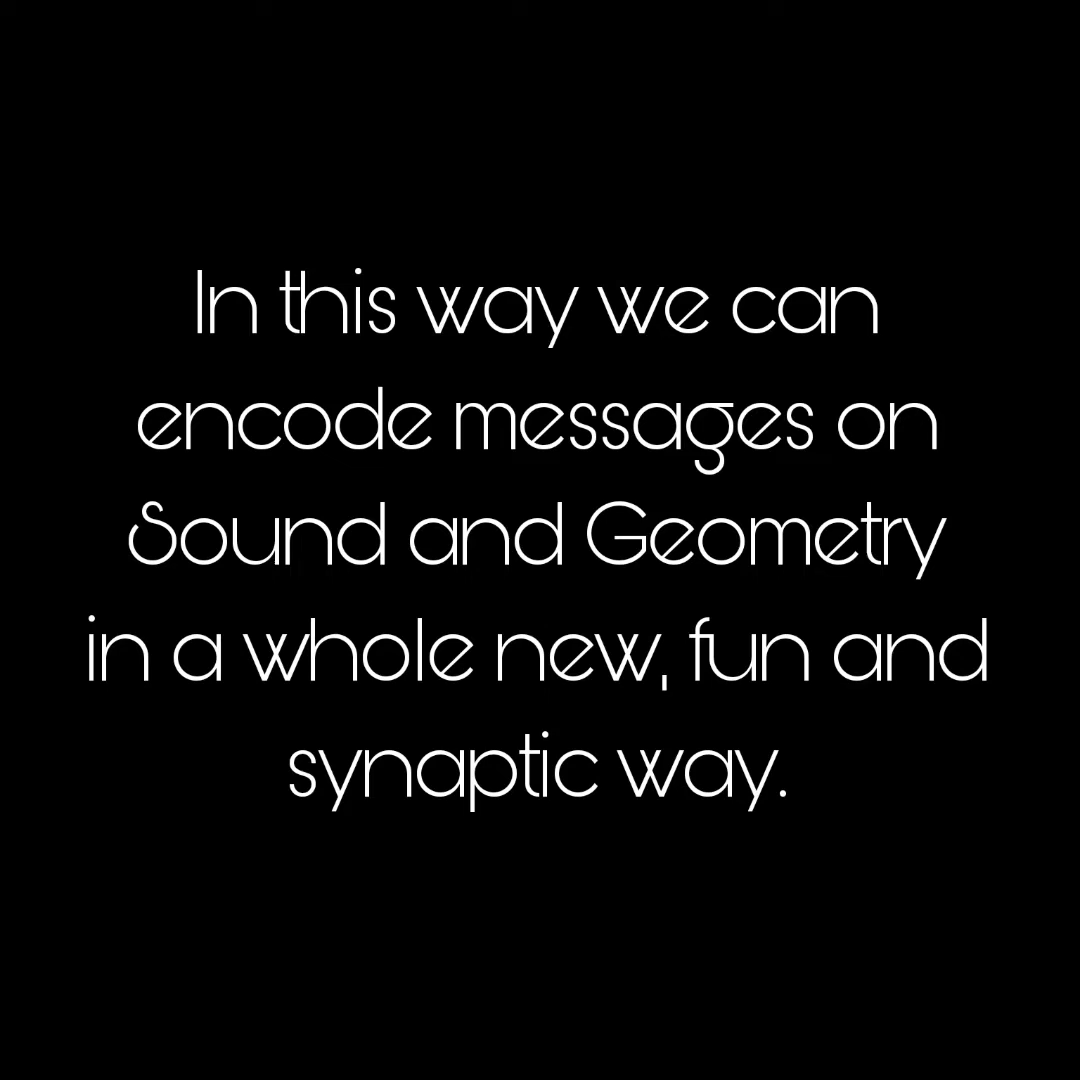 In this way we can
encode messages on
Sound and Geometry
in a whole new, fun and
synaptic way.